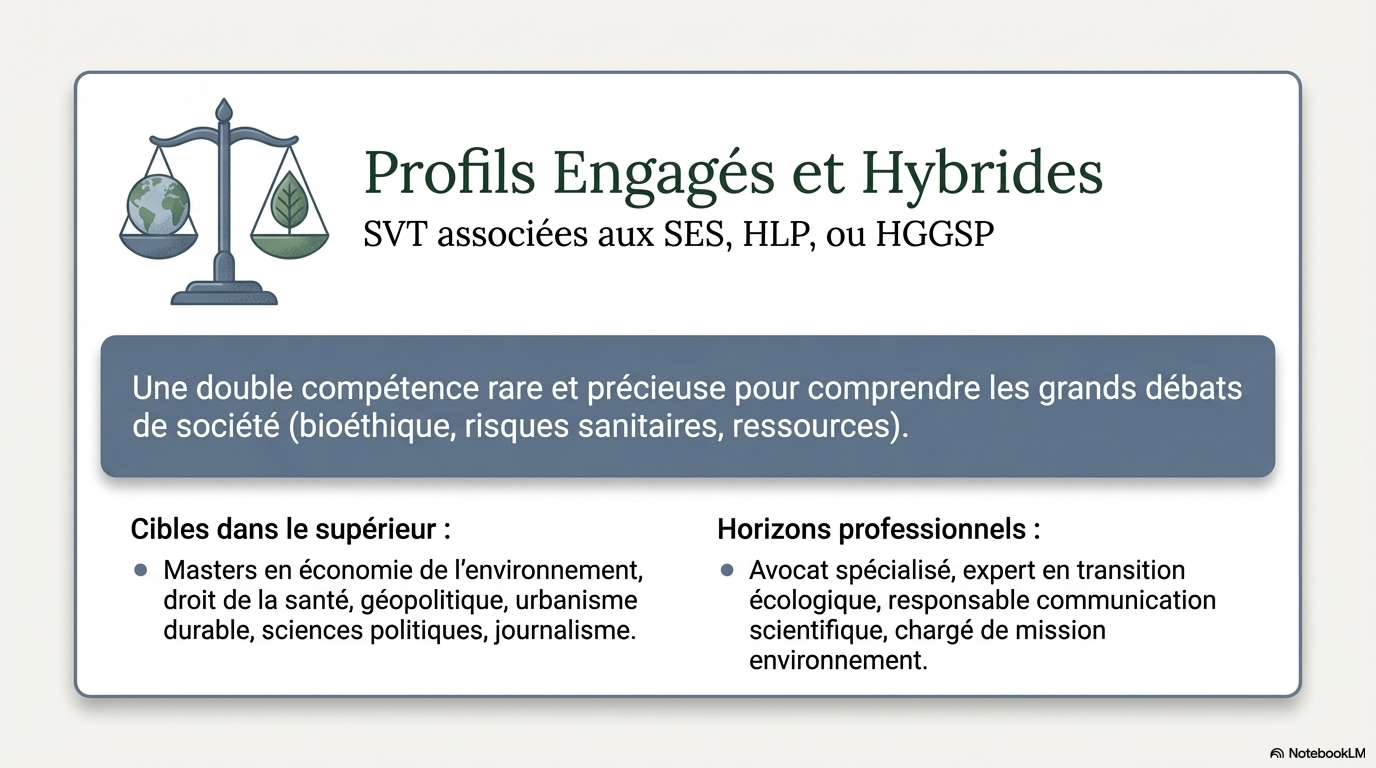 Profils Engagés et Hybrides
SVT associées aux SES, HLP, ou HGGSP
Une double compétence rare et précieuse pour comprendre les grands débats
de société (bioéthique, risques sanitaires, ressources).
Cibles dans le supérieur :
Masters en économie de l'environnement,
droit de la santé, géopolitique, urbanisme
durable, sciences politiques, journalisme.
Horizons professionnels :
Avocat spécialisé, expert en transition
écologique, responsable communication
scientifique, chargé de mission
environnement.
NotebookLM